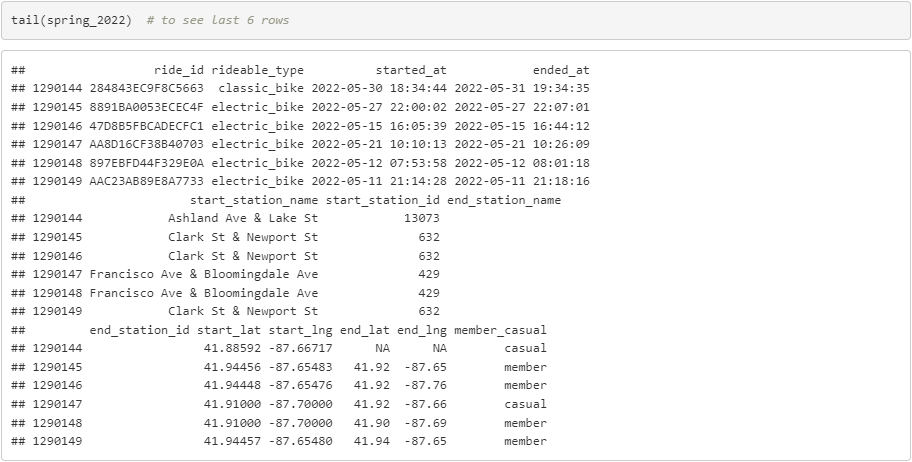 tail(spring_2022)  # to see last 6 rows
##                  ride_id rideable_type          started_at            ended_at
## 1290144 284843EC9F8C5663  classic_bike 2022-05-30 18:34:44 2022-05-31 19:34:35
## 1290145 8891BA0053ECEC4F electric_bike 2022-05-27 22:00:02 2022-05-27 22:07:01
## 1290146 47D8B5FBCADECFC1 electric_bike 2022-05-15 16:05:39 2022-05-15 16:44:12
## 1290147 AA8D16CF38B40703 electric_bike 2022-05-21 10:10:13 2022-05-21 10:26:09
## 1290148 897EBFD44F329E0A electric_bike 2022-05-12 07:53:58 2022-05-12 08:01:18
## 1290149 AAC23AB89E8A7733 electric_bike 2022-05-11 21:14:28 2022-05-11 21:18:16
##                       start_station_name start_station_id end_station_name
## 1290144            Ashland Ave & Lake St            13073
## 1290145            Clark St & Newport St              632
## 1290146            Clark St & Newport St              632
## 1290147 Francisco Ave & Bloomingdale Ave              429
## 1290148 Francisco Ave & Bloomingdale Ave              429
## 1290149            Clark St & Newport St              632
##         end_station_id start_lat start_lng end_lat end_lng member_casual
## 1290144                 41.88592 -87.66717      NA      NA        casual
## 1290145                 41.94456 -87.65483   41.92  -87.65        member
## 1290146                 41.94448 -87.65476   41.92  -87.76        member
## 1290147                 41.91000 -87.70000   41.92  -87.66        casual
## 1290148                 41.91000 -87.70000   41.90  -87.69        member
## 1290149                 41.94457 -87.65480   41.94  -87.65        member